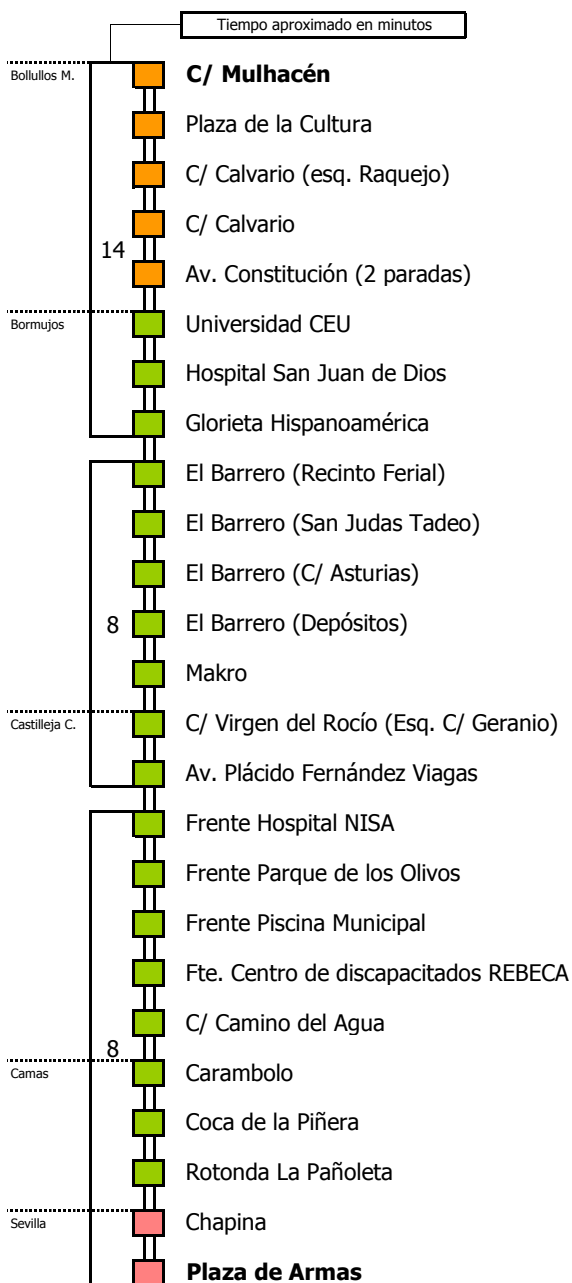 Tiempo aproximado en minutos
Bollullos M.
C/ Mulhacén
Plaza de la Cultura
C/ Calvario (esq. Raquejo)
C/ Calvario
14
Av. Constitución (2 paradas)
Bormujos
Universidad CEU
Hospital San Juan de Dios
Glorieta Hispanoamérica
El Barrero (Recinto Ferial)
El Barrero (San Judas Tadeo)
El Barrero (C/ Asturias)
8
El Barrero (Depósitos)
Makro
Castilleja C.
C/ Virgen del Rocío (Esq. C/ Geranio)
Av. Plácido Fernández Viagas
Frente Hospital NISA
Frente Parque de los Olivos
Frente Piscina Municipal
Fte. Centro de discapacitados REBECA
C/ Camino del Agua
8
Camas
Carambolo
Coca de la Piñera
Rotonda La Pañoleta
Sevilla
Chapina
Plaza de Armas